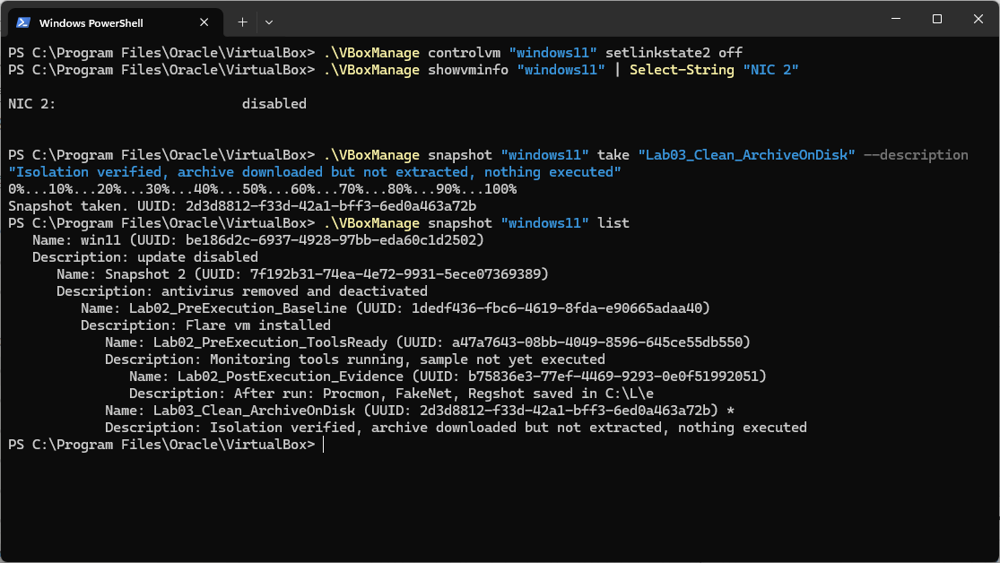 Windows PowerShell
PS C:\Program Files\Oracle\VirtualBox> .\VBoxManage controlvm "windows11" setlinkstate2 off
PS C:\Program Files\Oracle\VirtualBox> .\VBoxManage showvminfo "windows11" | Select-String "NIC 2"
NIC 2:                       disabled
PS C:\Program Files\Oracle\VirtualBox> .\VBoxManage snapshot "windows11" take "Lab03_Clean_ArchiveOnDisk" --description
"Isolation verified, archive downloaded but not extracted, nothing executed"
0%...10%...20%...30%...40%...50%...60%...70%...80%...90%...100%
Snapshot taken. UUID: 2d3d8812-f33d-42a1-bff3-6ed0a463a72b
PS C:\Program Files\Oracle\VirtualBox> .\VBoxManage snapshot "windows11" list
   Name: win11 (UUID: be186d2c-6937-4928-97bb-eda60c1d2502)
   Description: update disabled
      Name: Snapshot 2 (UUID: 7f192b31-74ea-4e72-9931-5ece07369389)
      Description: antivirus removed and deactivated
         Name: Lab02_PreExecution_Baseline (UUID: 1dedf436-fbc6-4619-8fda-e90665adaa40)
         Description: Flare vm installed
            Name: Lab02_PreExecution_ToolsReady (UUID: a47a7643-08bb-4049-8596-645ce55db550)
            Description: Monitoring tools running, sample not yet executed
               Name: Lab02_PostExecution_Evidence (UUID: b75836e3-77ef-4469-9293-0e0f51992051)
               Description: After run: Procmon, FakeNet, Regshot saved in C:\L\e
            Name: Lab03_Clean_ArchiveOnDisk (UUID: 2d3d8812-f33d-42a1-bff3-6ed0a463a72b) *
            Description: Isolation verified, archive downloaded but not extracted, nothing executed
PS C:\Program Files\Oracle\VirtualBox>